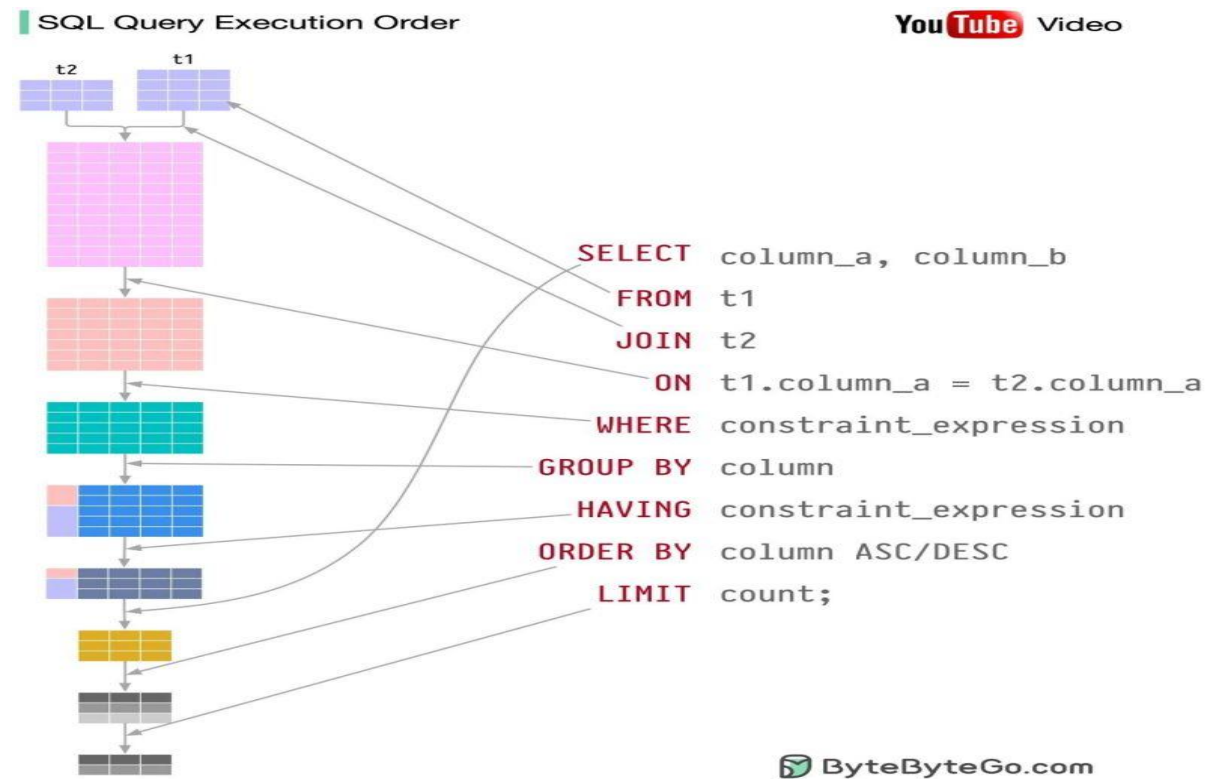 SQL Query Execution Order
YouTube Video
t2
t1
SELECT column_a, column_b
FROM t1
JOIN t2
ON t1.column_a = t2.column_a
WHERE constraint_expression
GROUP BY column
HAVING constraint_expression
ORDER BY column ASC/DESC
LIMIT count;
ByteByteGo.com